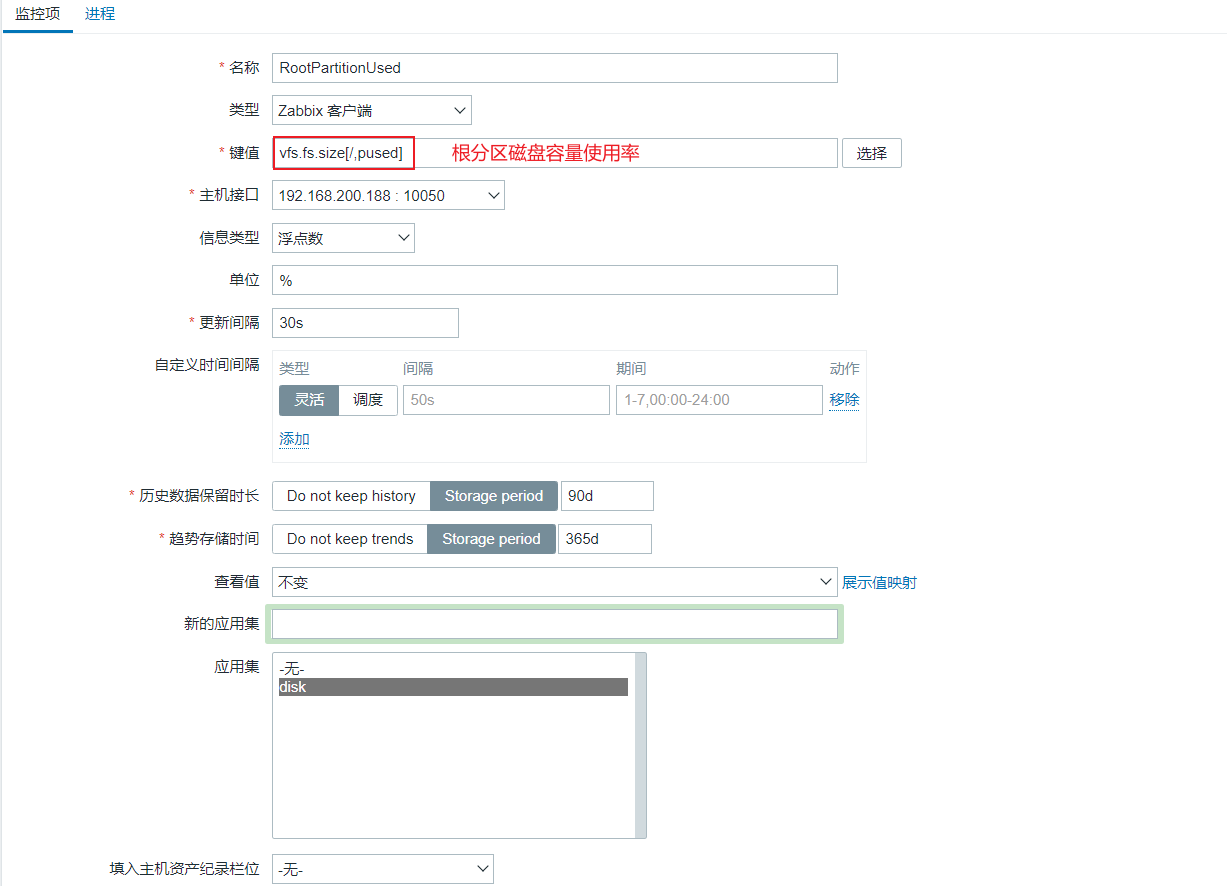 监控项 进程
* 名称 RootPartitionUsed
类型 Zabbix 客户端
* 键值 vfs.fs.size[/,pused] 根分区磁盘容量使用率 选择
* 主机接口 192.168.200.188 : 10050
信息类型 浮点数
单位 %
* 更新间隔 30s
自定义时间间隔 类型 间隔 期间 动作
灵活 调度 50s 1-7,00:00-24:00 移除
添加
* 历史数据保留时长 Do not keep history Storage period 90d
* 趋势存储时间 Do not keep trends Storage period 365d
查看值 不变 展示值映射
新的应用集
应用集 -无-
disk
填入主机资产纪录栏位 -无-